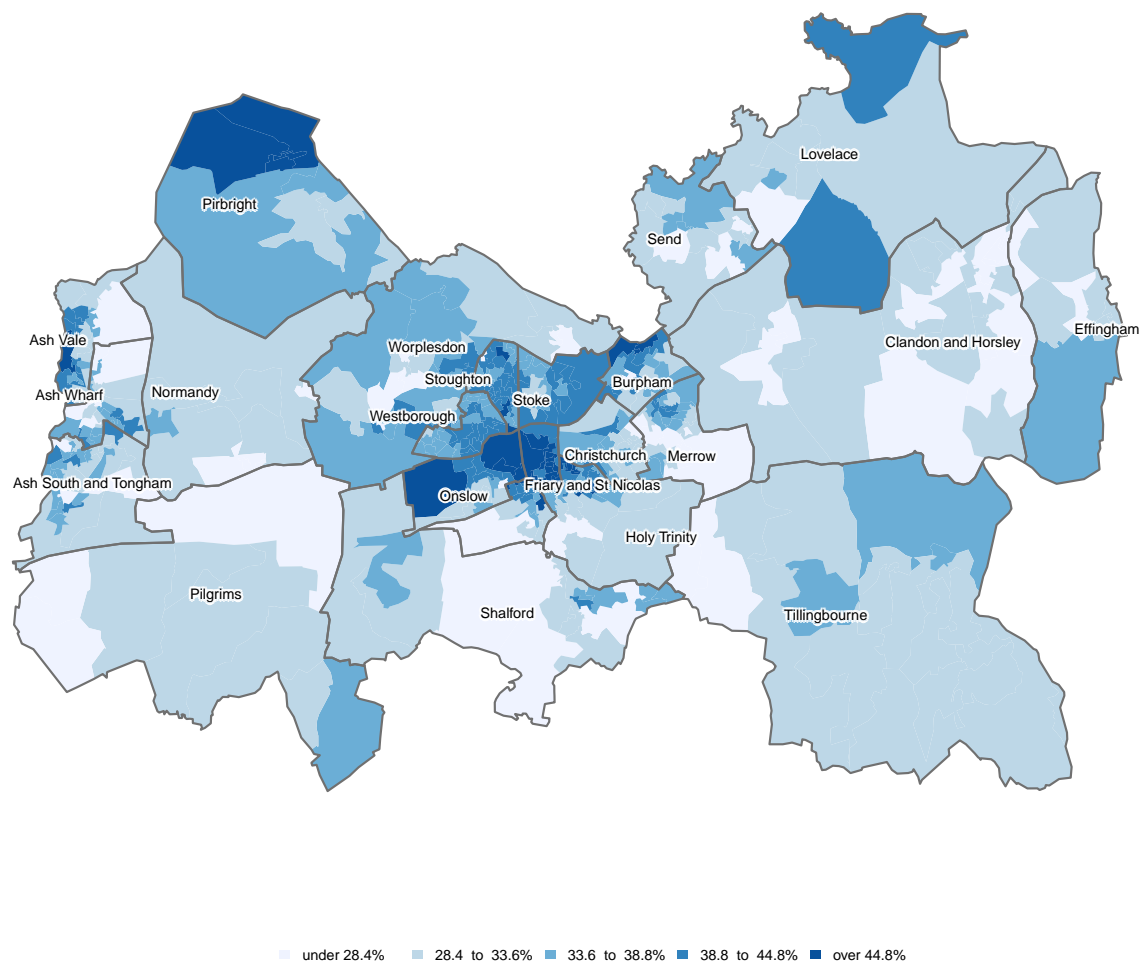 Lovelace
Pirbright
Send
Effingham
Ash Vale
Clandon and Horsley
Worplesdon
Stoughton
Burpham
Ash Wharf
Normandy
Stoke
Westborough
Christchurch
Merrow
Ash South and Tongham
Friary and St Nicolas
Onslow
Holy Trinity
Pilgrims
Shalford
Tillingbourne
under 28.4% 28.4 to 33.6% 33.6 to 38.8% 38.8 to 44.8% over 44.8%